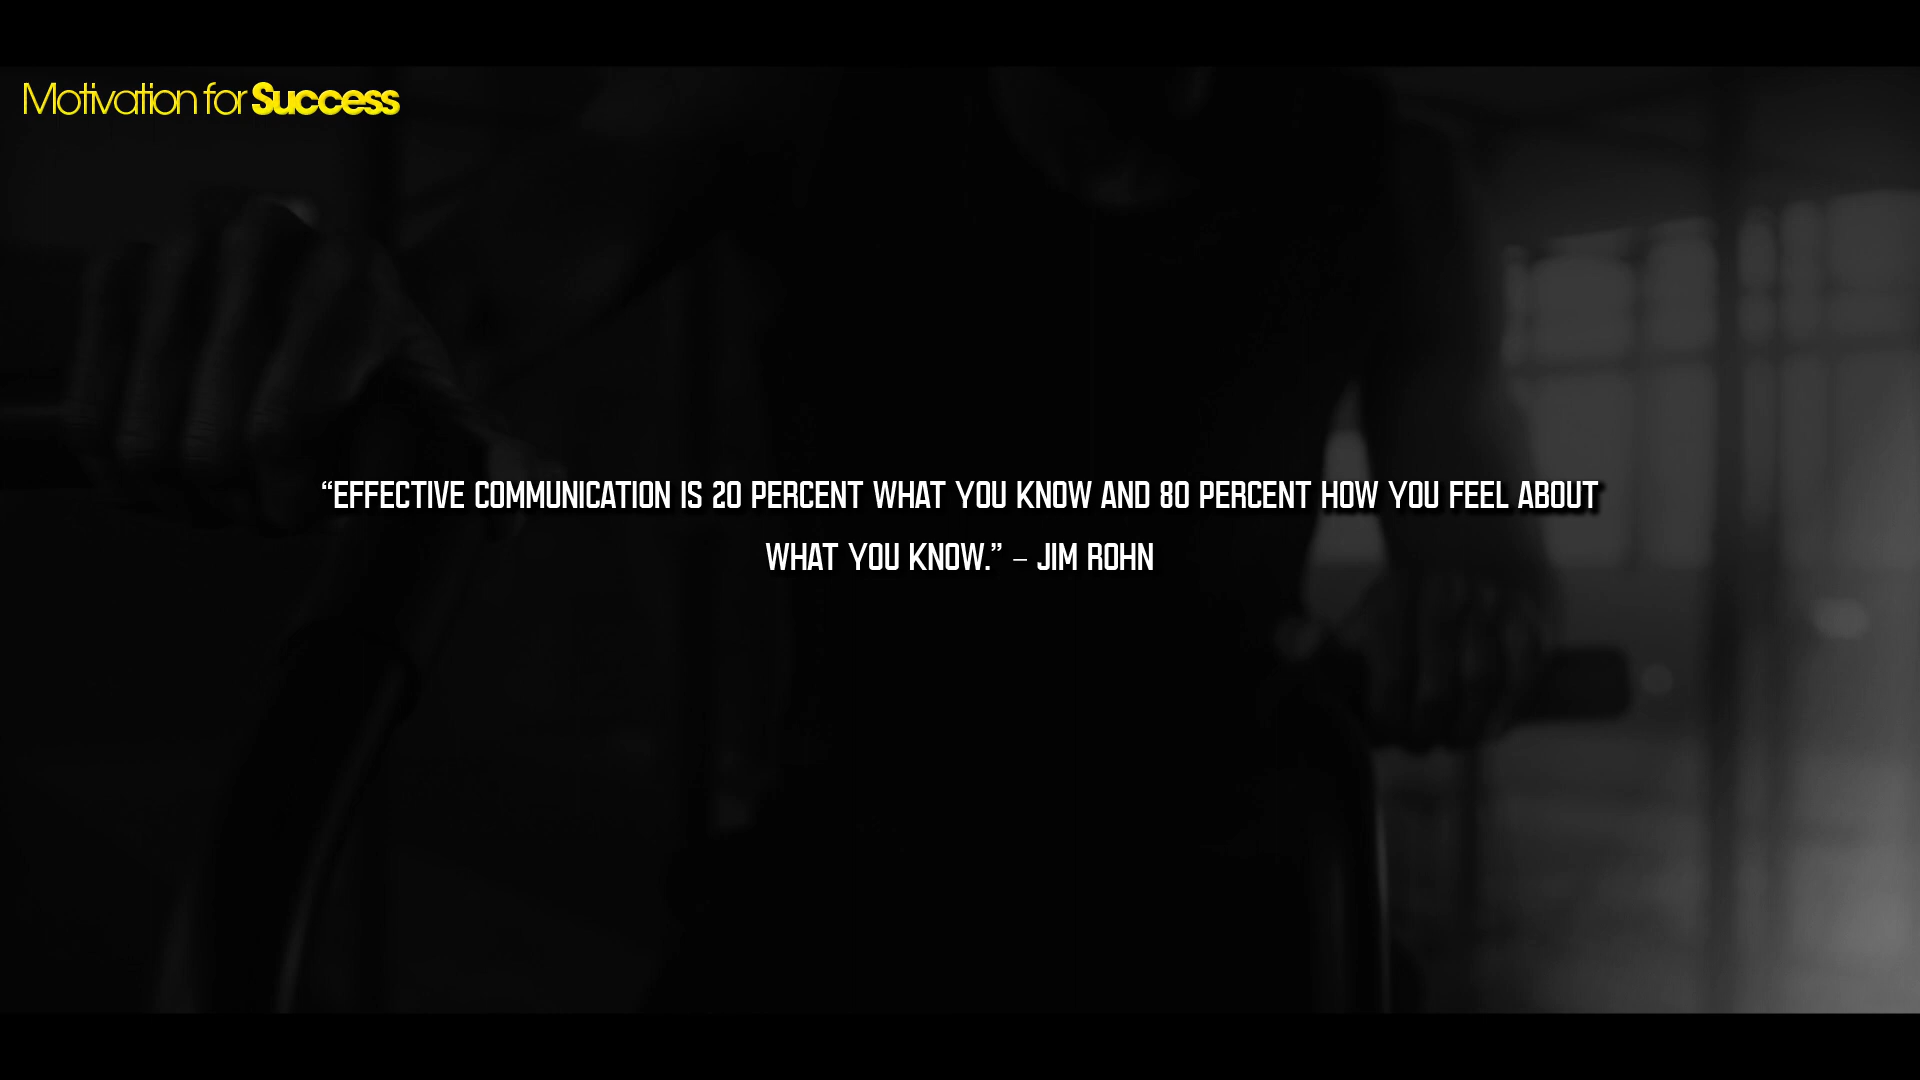 Motivation for Success
“EFFECTIVE COMMUNICATION IS 20 PERCENT WHAT YOU KNOW AND 80 PERCENT HOW YOU FEEL ABOUT
WHAT YOU KNOW.” – JIM ROHN